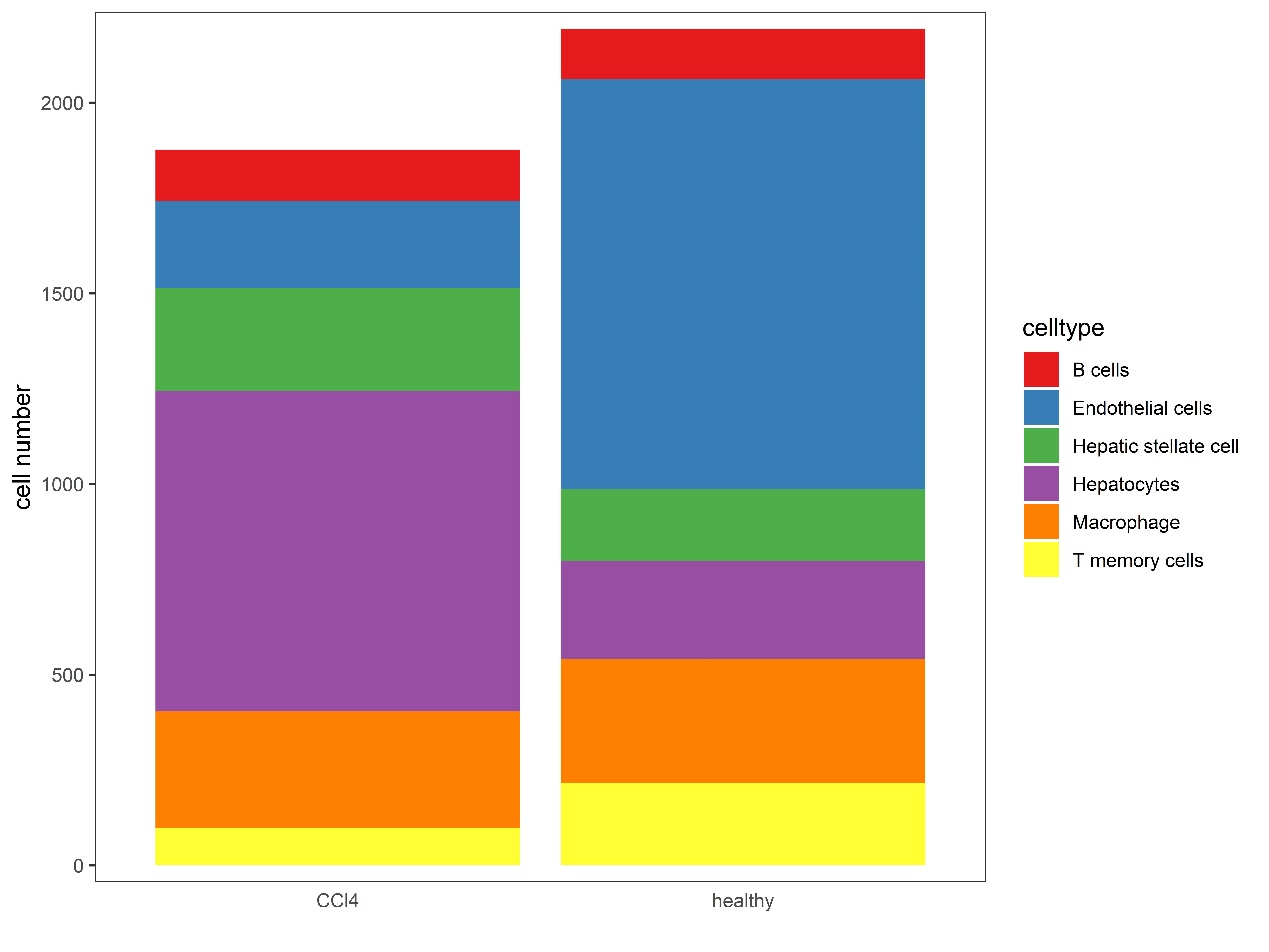 cell number
2000
1500
1000
500
0
CCl4
healthy
celltype
B cells
Endothelial cells
Hepatic stellate cell
Hepatocytes
Macrophage
T memory cells